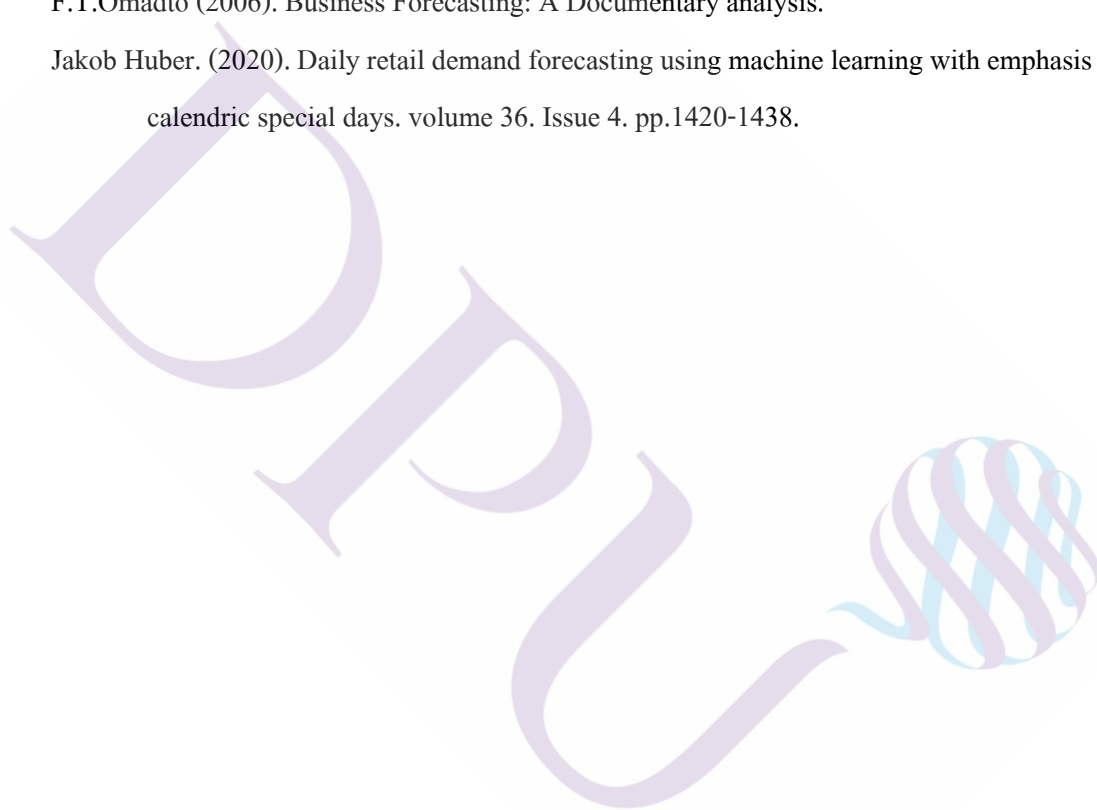 F.T.Omadto (2006). Business Forecasting: A Documentary analysis.
Jakob Huber. (2020). Daily retail demand forecasting using machine learning with emphasis
calendric special days. volume 36. Issue 4. pp.1420-1438.
DPU